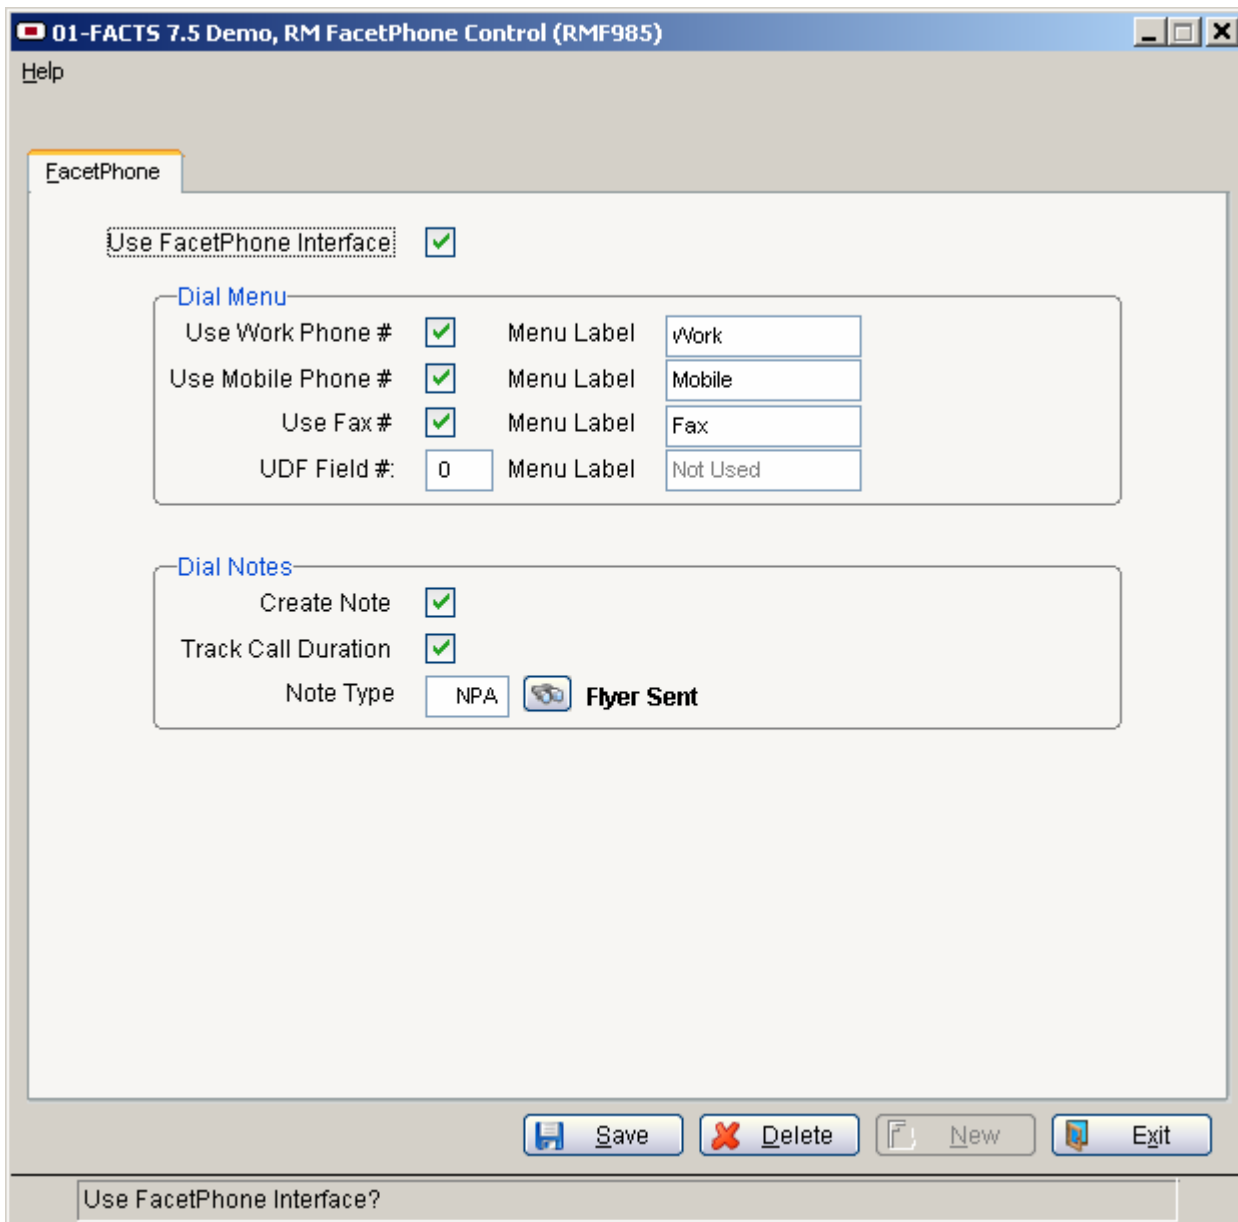 01-FACTS 7.5 Demo, RM FacetPhone Control (RMF985)
Help
FacetPhone
Use FacetPhone Interface
Dial Menu
Use Work Phone # Menu Label Work
Use Mobile Phone # Menu Label Mobile
Use Fax # Menu Label Fax
UDF Field #: 0 Menu Label Not Used
Dial Notes
Create Note
Track Call Duration
Note Type NPA Flyer Sent
Save Delete New Exit
Use FacetPhone Interface?